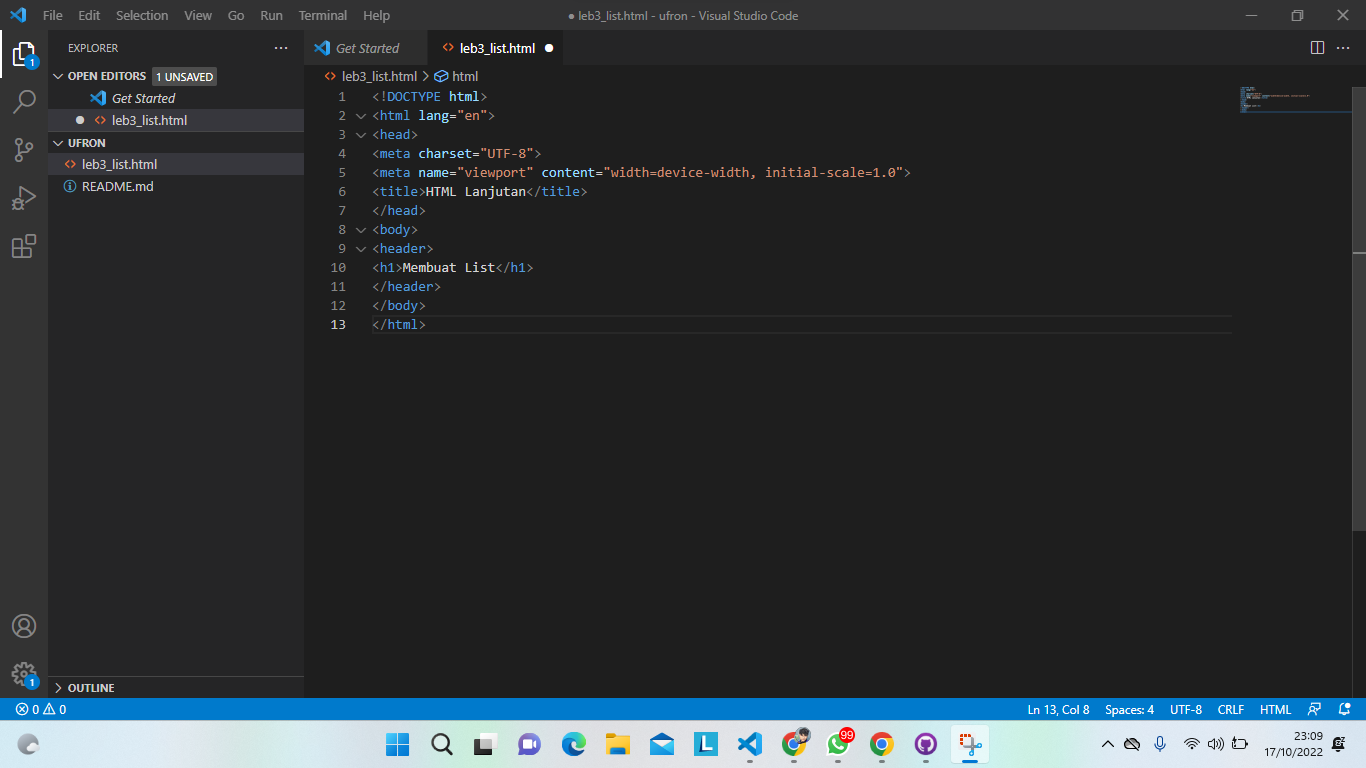 File Edit Selection View Go Run Terminal Help ● leb3_list.html - ufron - Visual Studio Code
EXPLORER
OPEN EDITORS 1 UNSAVED
Get Started
leb3_list.html
UFRON
leb3_list.html
README.md
OUTLINE
Get Started leb3_list.html
leb3_list.html > html
1 <!DOCTYPE html>
2 <html lang="en">
3 <head>
4 <meta charset="UTF-8">
5 <meta name="viewport" content="width=device-width, initial-scale=1.0">
6 <title>HTML Lanjutan</title>
7 </head>
8 <body>
9 <header>
10 <h1>Membuat List</h1>
11 </header>
12 </body>
13 </html>
1
1
0 0 Ln 13, Col 8 Spaces: 4 UTF-8 CRLF HTML
L 99 23:09
17/10/2022